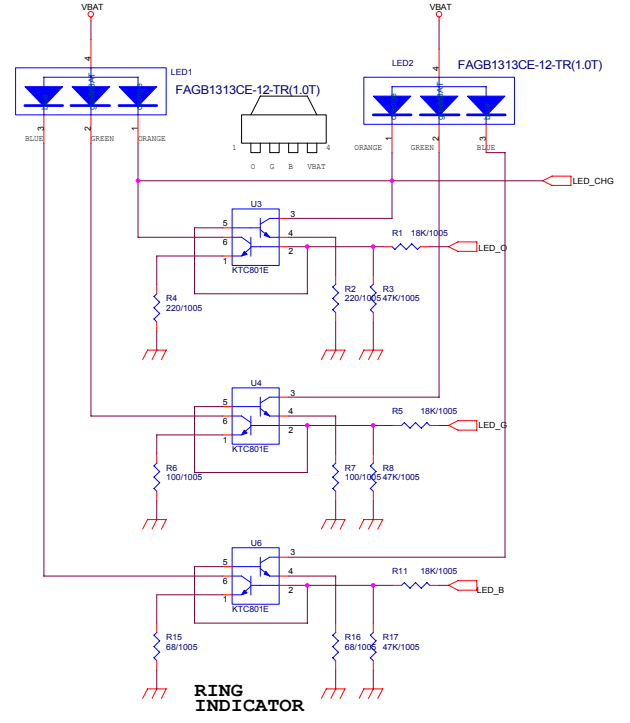 VBAT
VBAT
4
LED1
FAGB1313CE-12-TR(1.0T)
4
LED2
FAGB1313CE-12-TR(1.0T)
3
2
1
BLUE
GREEN
ORANGE
1
4
O G B VBAT
1
2
3
ORANGE
GREEN
BLUE
LED_CHG
U3
5
6
1
3
4
2
KTC801E
R1 18K/1005
LED_O
R4
220/1005
R2
220/1005
R3
47K/1005
U4
5
6
1
3
4
2
KTC801E
R5 18K/1005
LED_G
R6
100/1005
R7
100/1005
R8
47K/1005
U6
5
6
1
3
4
2
KTC801E
R11 18K/1005
LED_B
R15
68/1005
R16
68/1005
R17
47K/1005
RING
INDICATOR